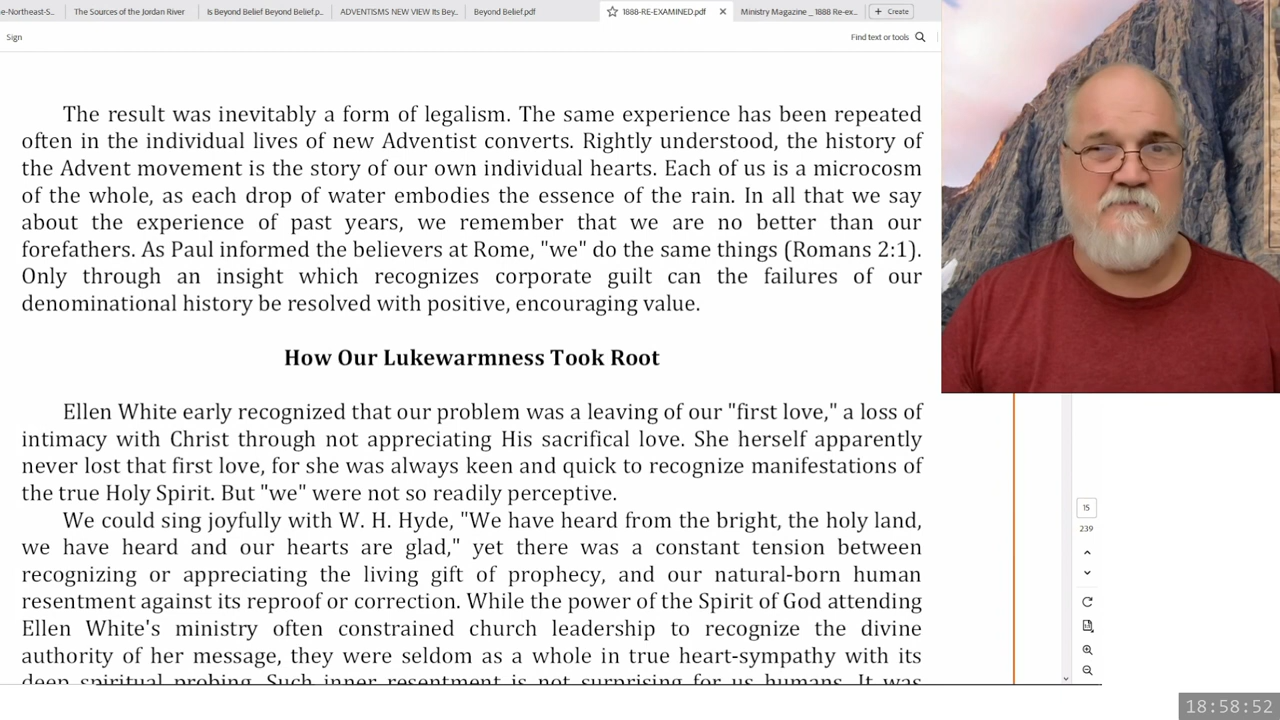 The Sources of the Jordan River
Is Beyond Belief Beyond Belief.p...
ADVENTISMS NEW VIEW Its Bey...
Beyond Belief.pdf
1888-RE-EXAMINED.pdf
Ministry Magazine _ 1888 Re-ex...
+ Create
Sign
Find text or tools
The result was inevitably a form of legalism. The same experience has been repeated
often in the individual lives of new Adventist converts. Rightly understood, the history of
the Advent movement is the story of our own individual hearts. Each of us is a microcosm
of the whole, as each drop of water embodies the essence of the rain. In all that we say
about the experience of past years, we remember that we are no better than our
forefathers. As Paul informed the believers at Rome, "we" do the same things (Romans 2:1).
Only through an insight which recognizes corporate guilt can the failures of our
denominational history be resolved with positive, encouraging value.
How Our Lukewarmness Took Root
Ellen White early recognized that our problem was a leaving of our "first love," a loss of
intimacy with Christ through not appreciating His sacrifical love. She herself apparently
never lost that first love, for she was always keen and quick to recognize manifestations of
the true Holy Spirit. But "we" were not so readily perceptive.
We could sing joyfully with W. H. Hyde, "We have heard from the bright, the holy land,
we have heard and our hearts are glad," yet there was a constant tension between
recognizing or appreciating the living gift of prophecy, and our natural-born human
resentment against its reproof or correction. While the power of the Spirit of God attending
Ellen White's ministry often constrained church leadership to recognize the divine
authority of her message, they were seldom as a whole in true heart-sympathy with its
deep spiritual probing. Such inner resentment is not surprising for us humans. It was
15
239
18:58:52